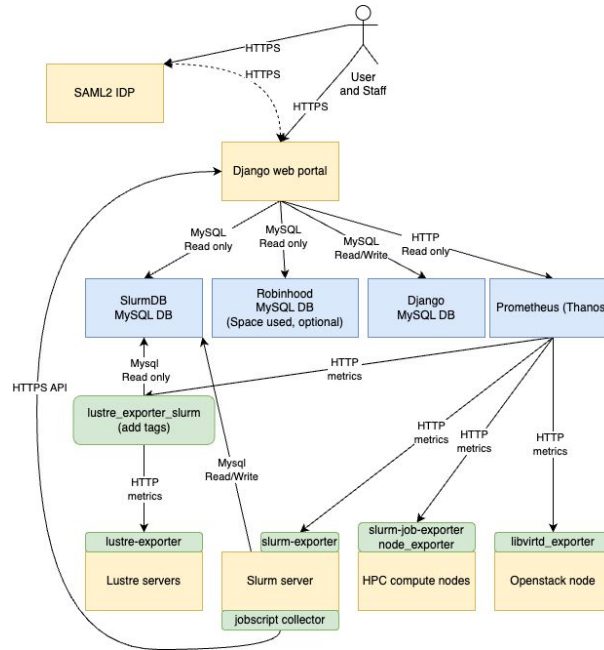 HTTPS
HTTPS
User
and Staff
SAML2 IDP
HTTPS
Django web portal
MySQL
Read only
MySQL
Read only
MySQL
Read/Write
HTTP
Read only
SlurmDB
MySQL DB
Robinhood
MySQL DB
(Space used, optional)
Django
MySQL DB
Prometheus (Thanos
Mysql
Read only
HTTP
metrics
HTTPS API
lustre_exporter_slurm
(add tags)
HTTP
metrics
HTTP
metrics
HTTP
metrics
Mysql
Read/Write
HTTP
metrics
lustre-exporter
slurm-exporter
slurm-job-exporter
node_exporter
libvirtd_exporter
Lustre servers
Slurm server
HPC compute nodes
Openstack node
jobscript collector